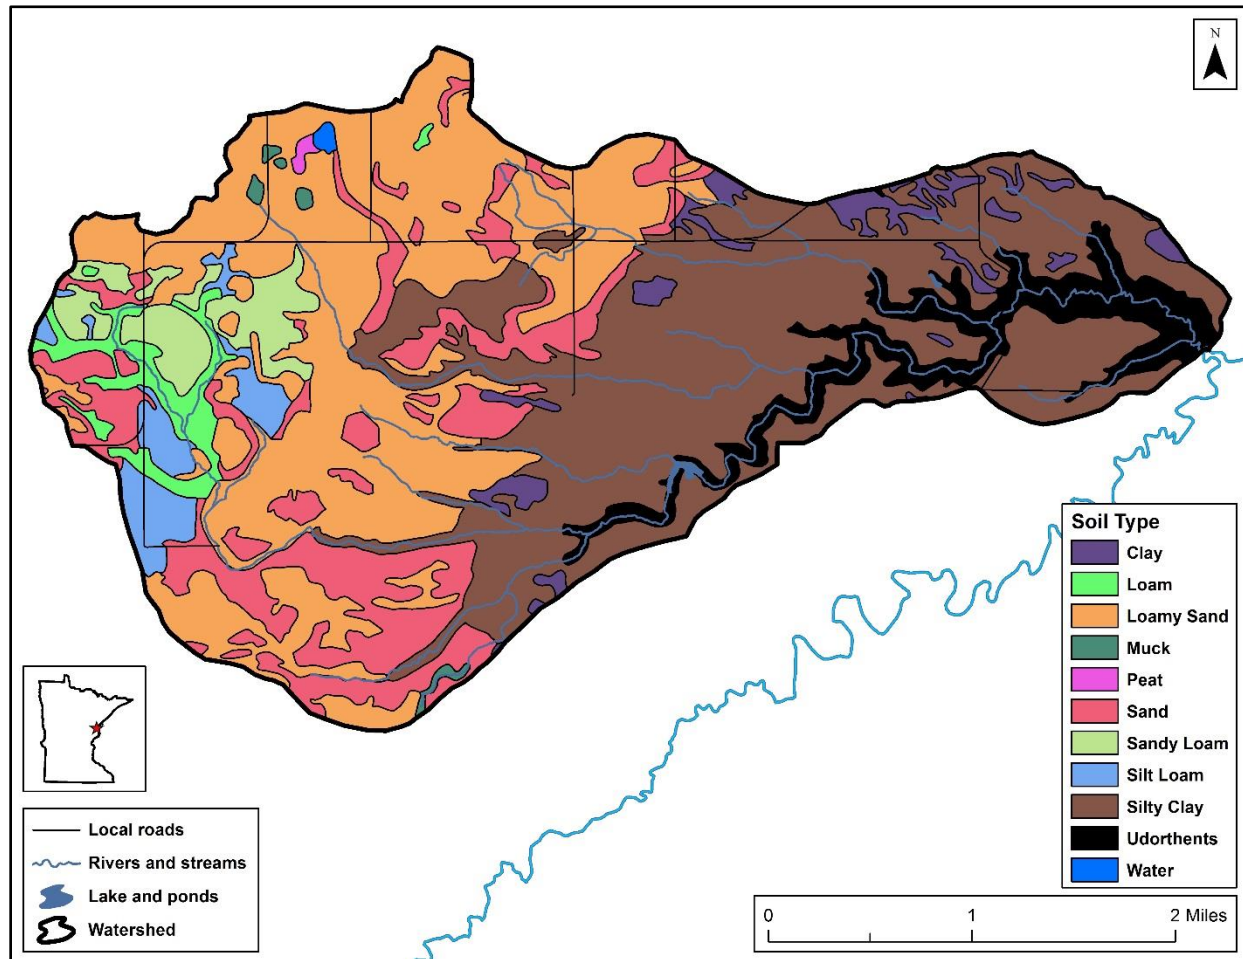 N
Soil Type
Clay
Loam
Loamy Sand
Muck
Peat
Sand
Sandy Loam
Silt Loam
Silty Clay
Udorthents
Water
Local roads
Rivers and streams
Lake and ponds
Watershed
0 1 2 Miles